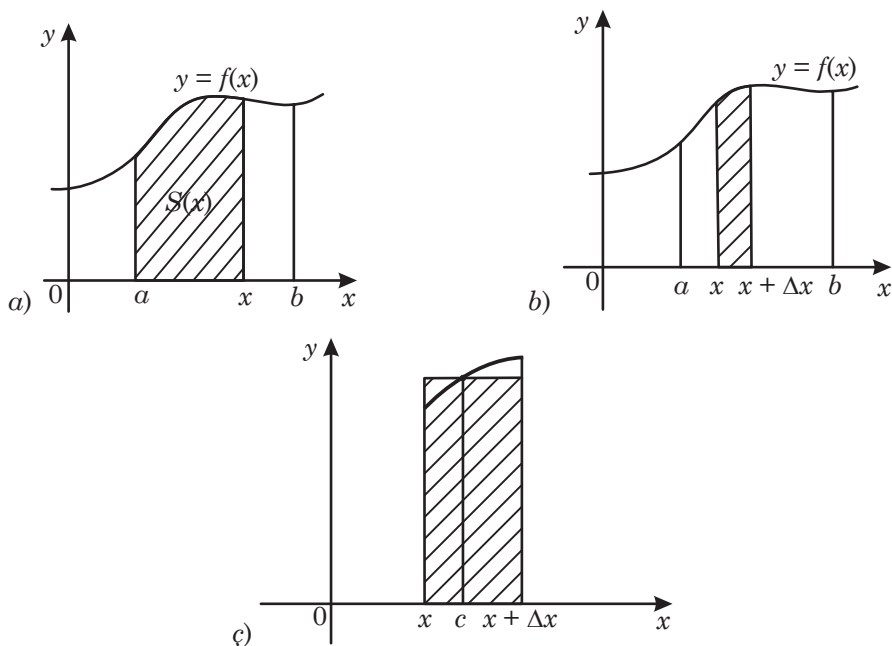 y
y = f(x)
S(x)
0
a
x
b
x
a)
y
y = f(x)
0
a
x
x + Δx
b
x
b)
y
0
x
c
x + Δx
x
ç)